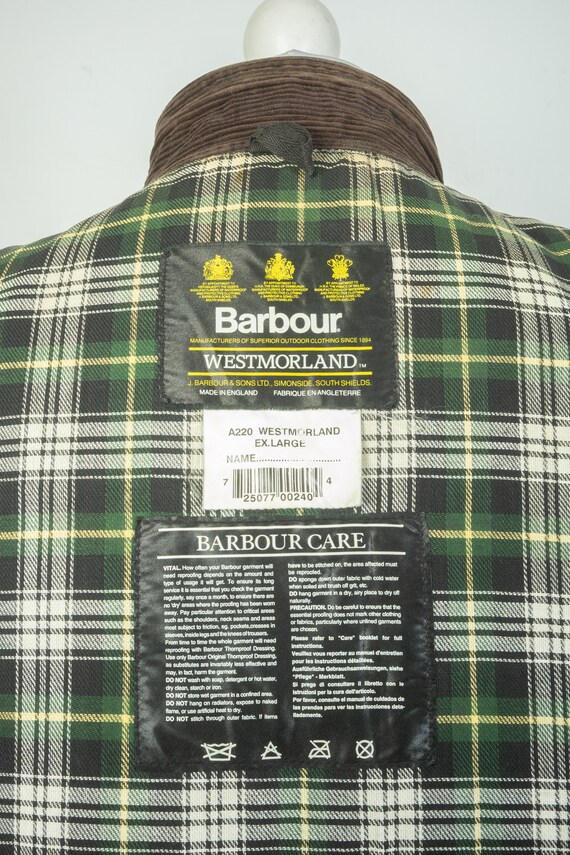 Barbour
MANUFACTURERS OF SUPERIOR OUTDOOR CLOTHING SINCE 1894
WESTMORLAND TM
J. BARBOUR & SONS LTD., SIMONSIDE, SOUTH SHIELDS.
MADE IN ENGLAND FABRIQUE EN ANGLETERRE
A220 WESTMORLAND
EX.LARGE
NAME........................
7 25077 00240 4
BARBOUR CARE
VITAL. How often your Barbour garment will
need reproofing depends on the amount and
type of usage it will get. To ensure its long
service it is essential that you check the garment
regularly, say once a month, to ensure there are
no 'dry' areas where the proofing has been worn
away. Pay particular attention to critical areas
such as the shoulders, neck seams and areas
most subject to friction, eg. pockets, creases in
sleeves, inside legs and the knees of trousers.
From time to time the whole garment will need
reproofing with Barbour Thornproof Dressing.
Use only Barbour Original Thornproof Dressing,
as substitutes are invariably less effective and
may, in fact, harm the garment.
DO NOT wash with soap, detergent or hot water,
dry clean, starch or iron.
DO NOT store wet garment in a confined area.
DO NOT hang on radiators, expose to naked
flame, or use artificial heat to dry.
DO NOT stitch through outer fabric. If items
have to be stitched on, the area affected must
be reproofed.
DO sponge down outer fabric with cold water
when soiled and brush off grit, etc.
DO hang garment in a dry, airy place to dry off
naturally.
PRECAUTION. Do be careful to ensure that the
essential proofing does not mark other clothing
or fabrics, particularly where unlined garments
are chosen.
Please refer to "Care" booklet for full
instructions.
Veuillez vous reporter au manuel d'entretien
pour les instructions détaillées.
Ausführliche Gebrauchsanweisungen, siehe
"Pflege" - Merkblatt.
Si prega di consultare il libretto con le
istruzioni per la cura dell'articolo.
Por favor, consulte el manual de cuidados de
las prendas para ver las instrucciones de-
talladamente.